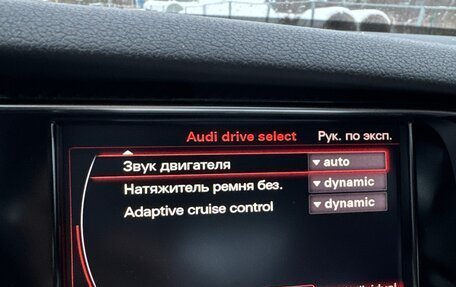 Audi drive select Рук. по эксп.
Звук двигателя auto
Натяжитель ремня без. dynamic
Adaptive cruise control dynamic